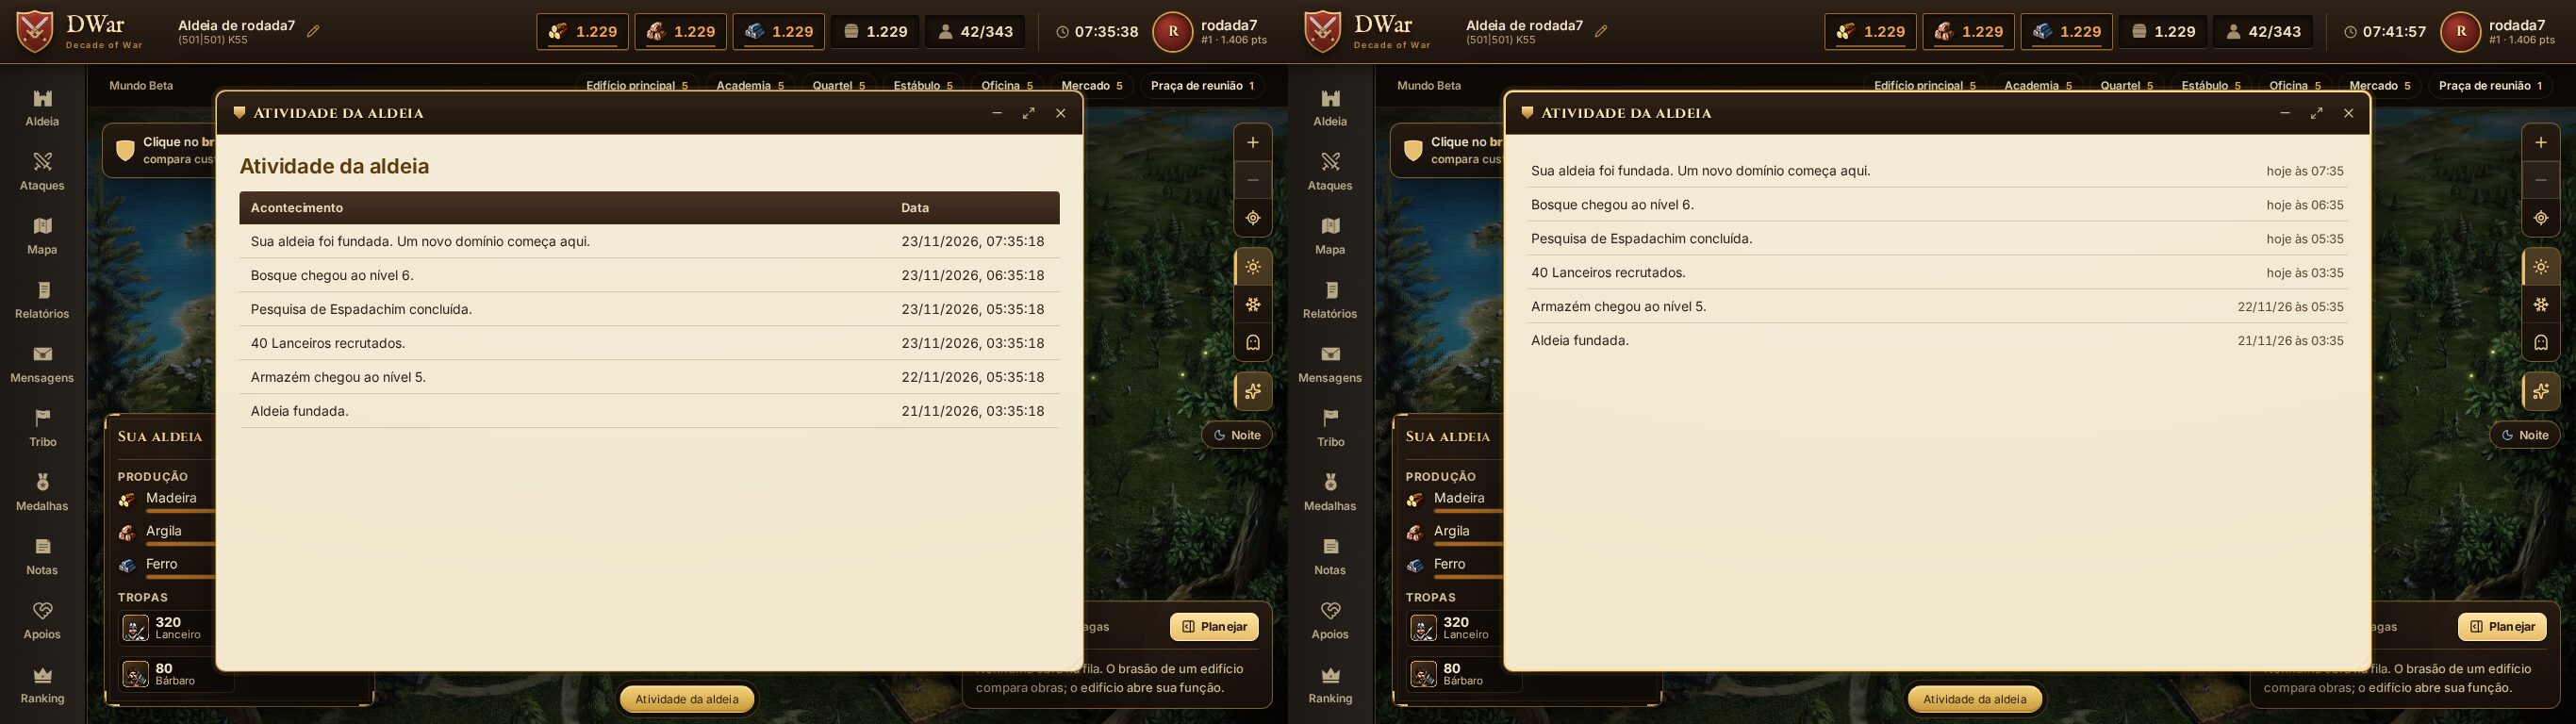 DWar
Decade of War
Aldeia de rodada7
(501|501) K55
1.229
1.229
1.229
1.229
42/343
07:35:38
R
rodada7
#1 · 1.406 pts
Mundo Beta
Edifício principal 5
Academia 5
Quartel 5
Estábulo 5
Oficina 5
Mercado 5
Praça de reunião 1
Aldeia
Ataques
Mapa
Relatórios
Mensagens
Tribo
Medalhas
Notas
Apoios
Ranking
Clique no
Atividade da aldeia
Atividade da aldeia
Acontecimento Data
Sua aldeia foi fundada. Um novo domínio começa aqui. 23/11/2026, 07:35:18
Bosque chegou ao nível 6. 23/11/2026, 06:35:18
Pesquisa de Espadachim concluída. 23/11/2026, 05:35:18
40 Lanceiros recrutados. 23/11/2026, 03:35:18
Armazém chegou ao nível 5. 22/11/2026, 05:35:18
Aldeia fundada. 21/11/2026, 03:35:18
Noite
Sua aldeia
PRODUÇÃO
Madeira
Argila
Ferro
TROPAS
320
Lanceiro
80
Bárbaro
Planejar
fila. O brasão de um edifício
compara obras; o edifício abre sua função.
Atividade da aldeia
DWar
Decade of War
Aldeia de rodada7
(501|501) K55
1.229
1.229
1.229
1.229
42/343
07:41:57
R
rodada7
#1 · 1.406 pts
Mundo Beta
Edifício principal 5
Academia 5
Quartel 5
Estábulo 5
Oficina 5
Mercado 5
Praça de reunião 1
Aldeia
Ataques
Mapa
Relatórios
Mensagens
Tribo
Medalhas
Notas
Apoios
Ranking
Clique no
Atividade da aldeia
Sua aldeia foi fundada. Um novo domínio começa aqui. hoje às 07:35
Bosque chegou ao nível 6. hoje às 06:35
Pesquisa de Espadachim concluída. hoje às 05:35
40 Lanceiros recrutados. hoje às 03:35
Armazém chegou ao nível 5. 22/11/26 às 05:35
Aldeia fundada. 21/11/26 às 03:35
Noite
Sua aldeia
PRODUÇÃO
Madeira
Argila
Ferro
TROPAS
320
Lanceiro
80
Bárbaro
Planejar
fila. O brasão de um edifício
compara obras; o edifício abre sua função.
Atividade da aldeia